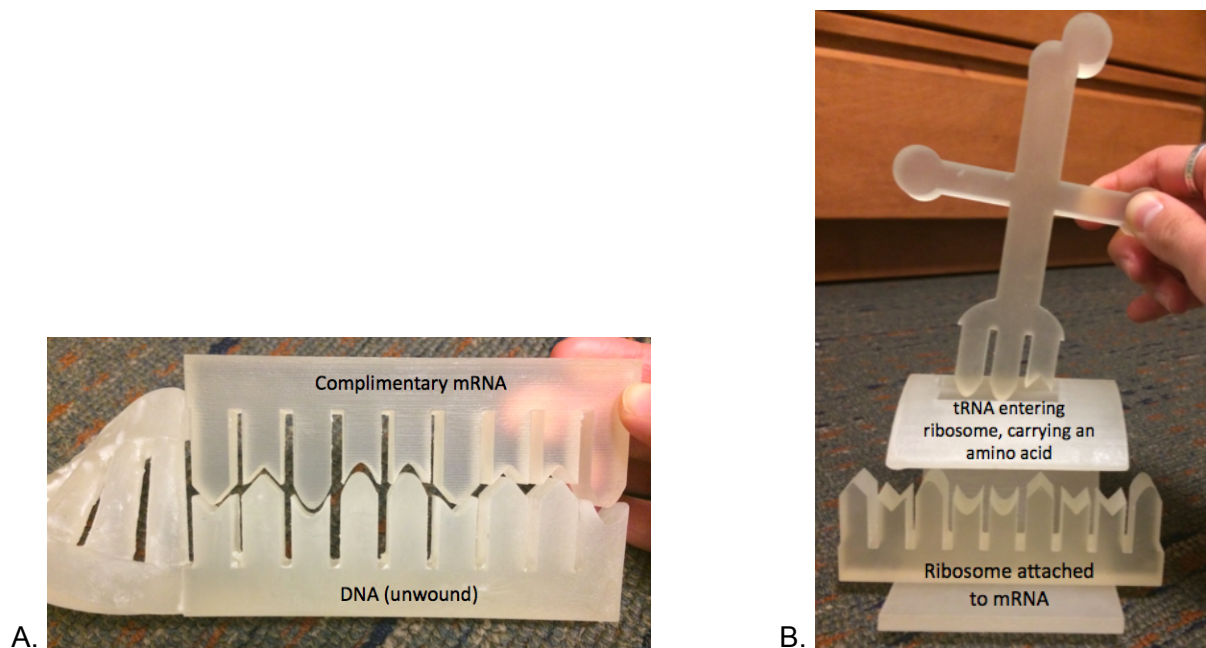 Complimentary mRNA
DNA (unwound)
A.
tRNA entering
ribosome, carrying an
amino acid
Ribosome attached
to mRNA
B.